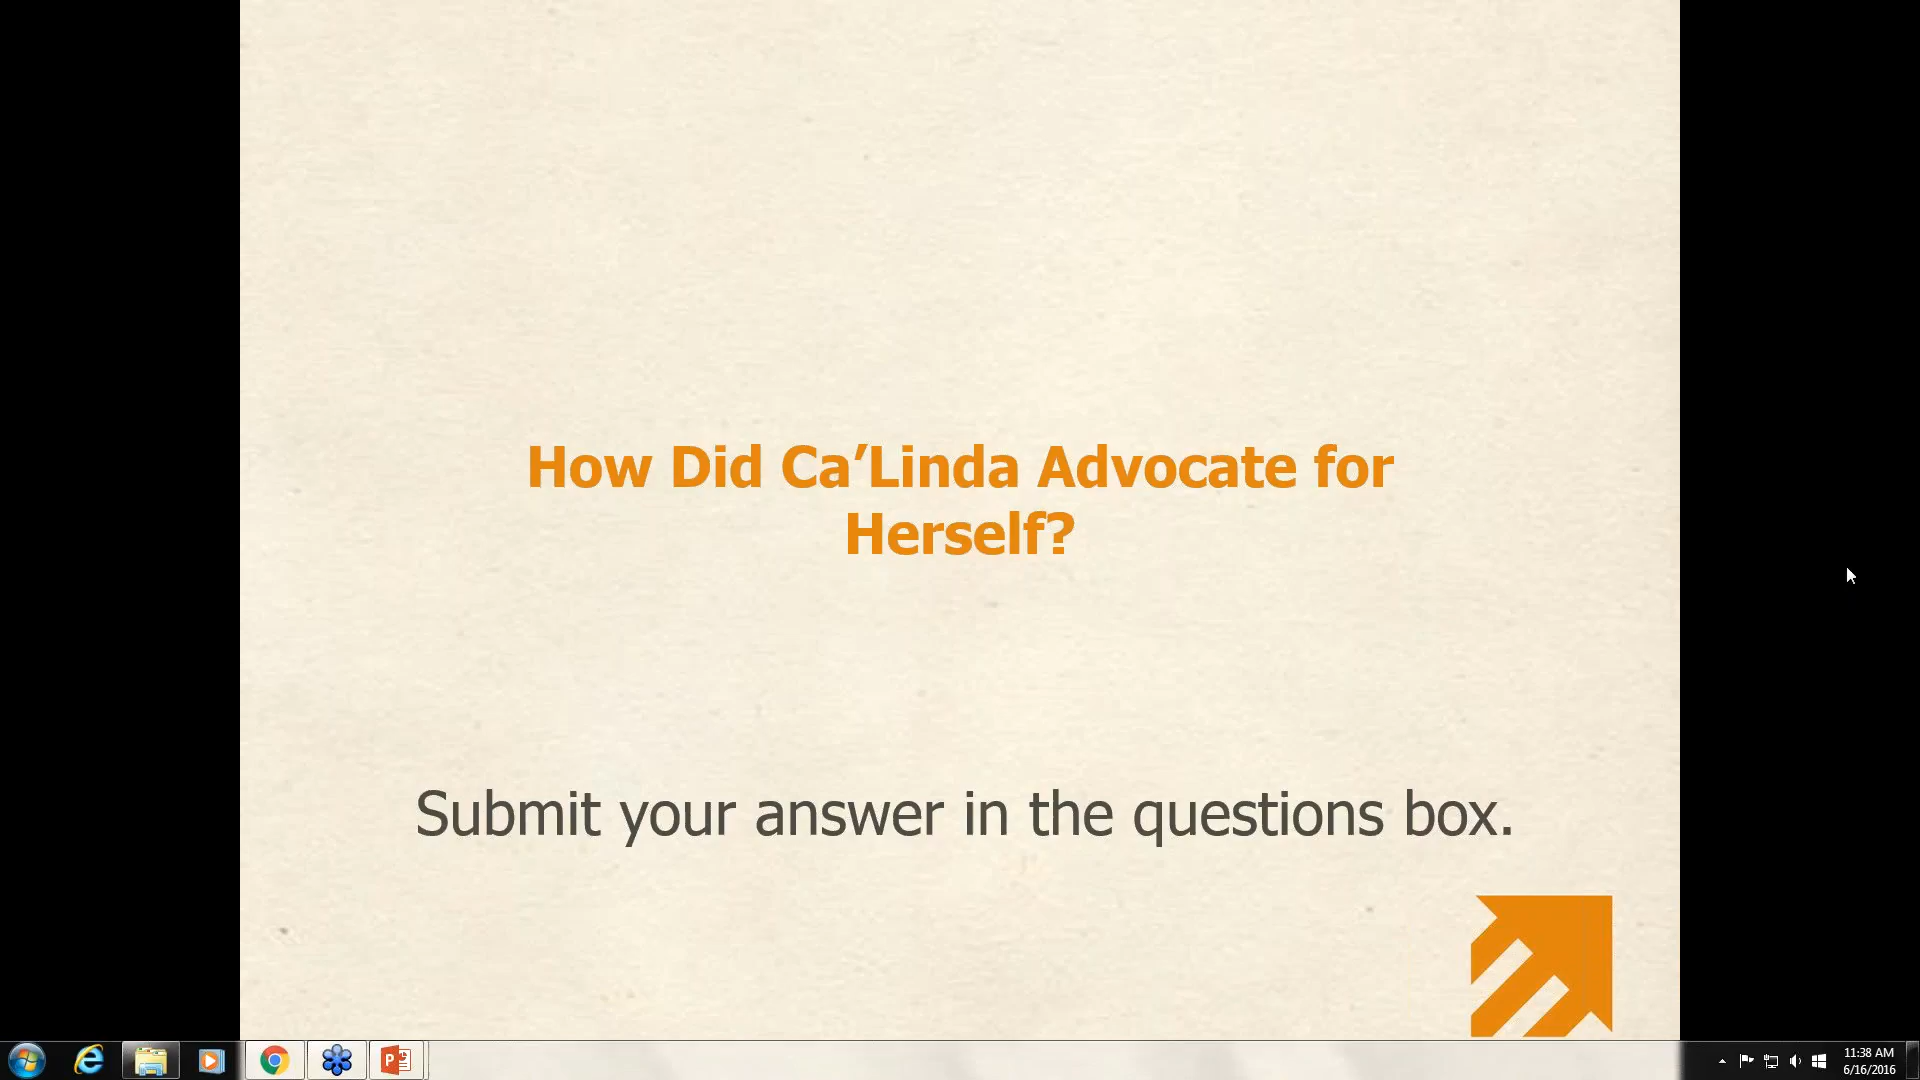 How Did Ca’Linda Advocate for
Herself?
Submit your answer in the questions box.
11:38 AM
6/16/2016